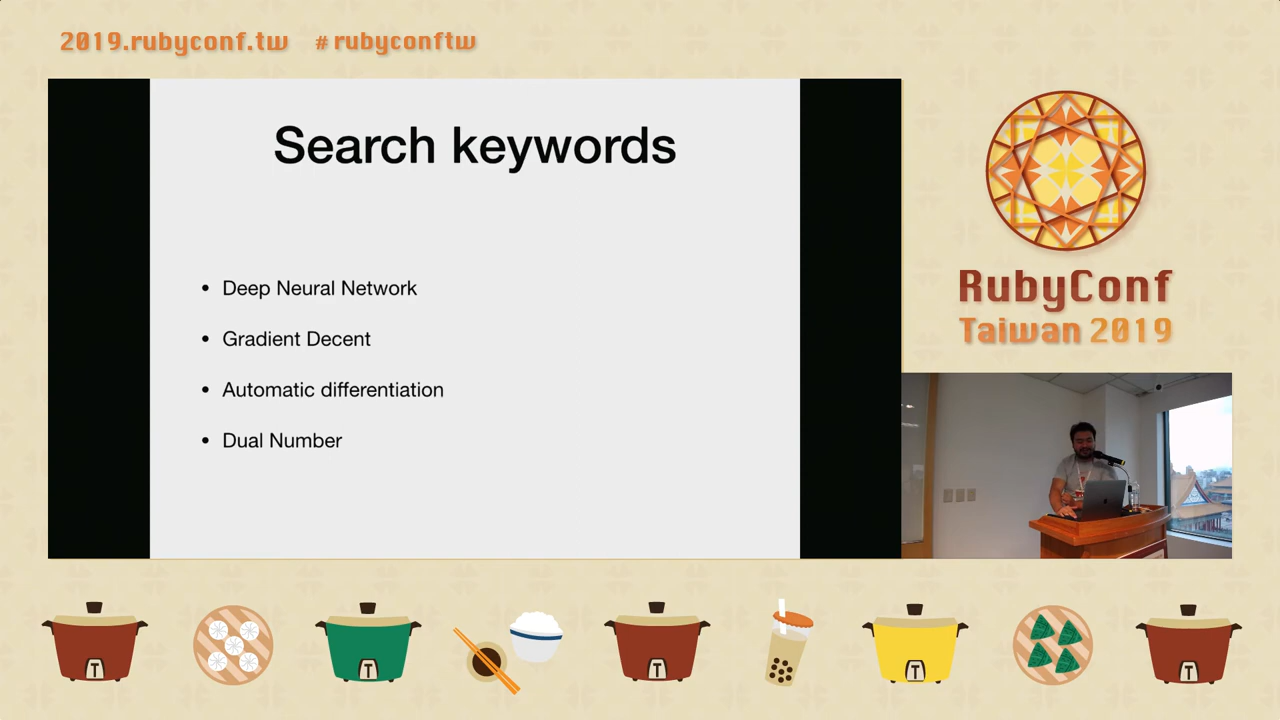 2019.rubyconf.tw #rubyconftw
Search keywords
• Deep Neural Network
• Gradient Decent
• Automatic differentiation
• Dual Number
RubyConf
Taiwan 2019
T
T
T
T
T